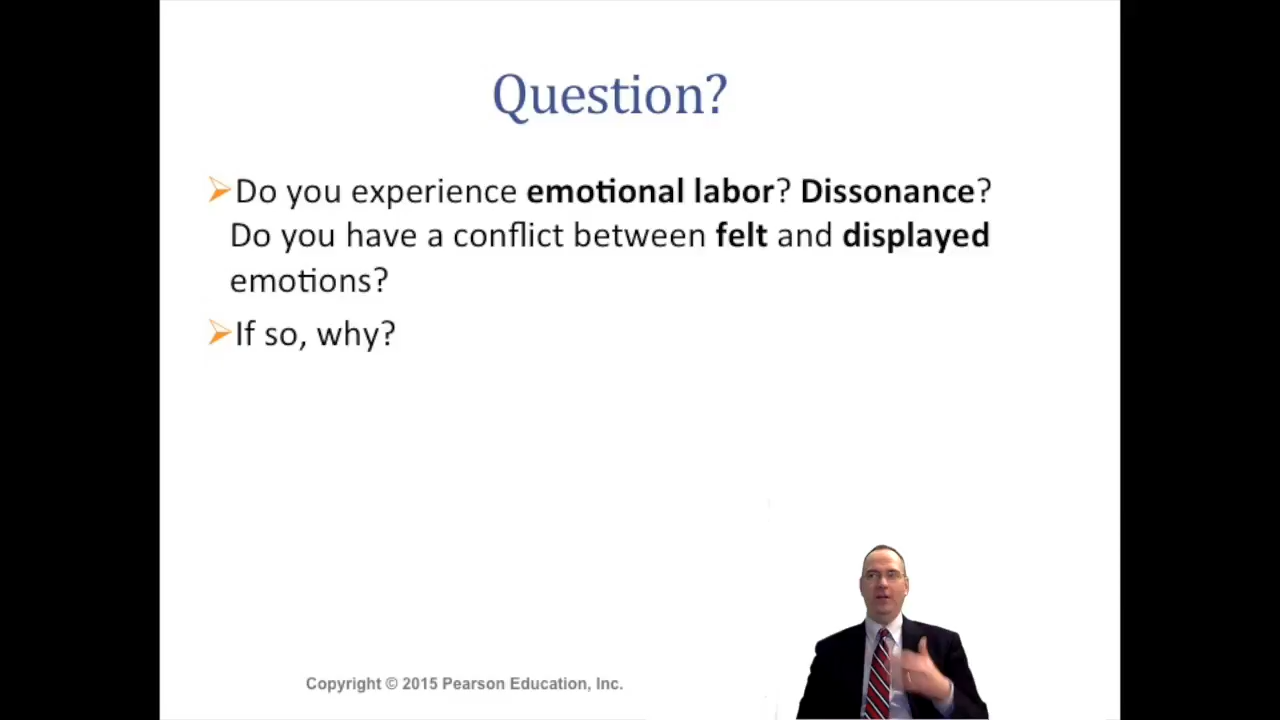 Question?
Do you experience emotional labor? Dissonance?
Do you have a conflict between felt and displayed
emotions?
If so, why?
Copyright © 2015 Pearson Education, Inc.